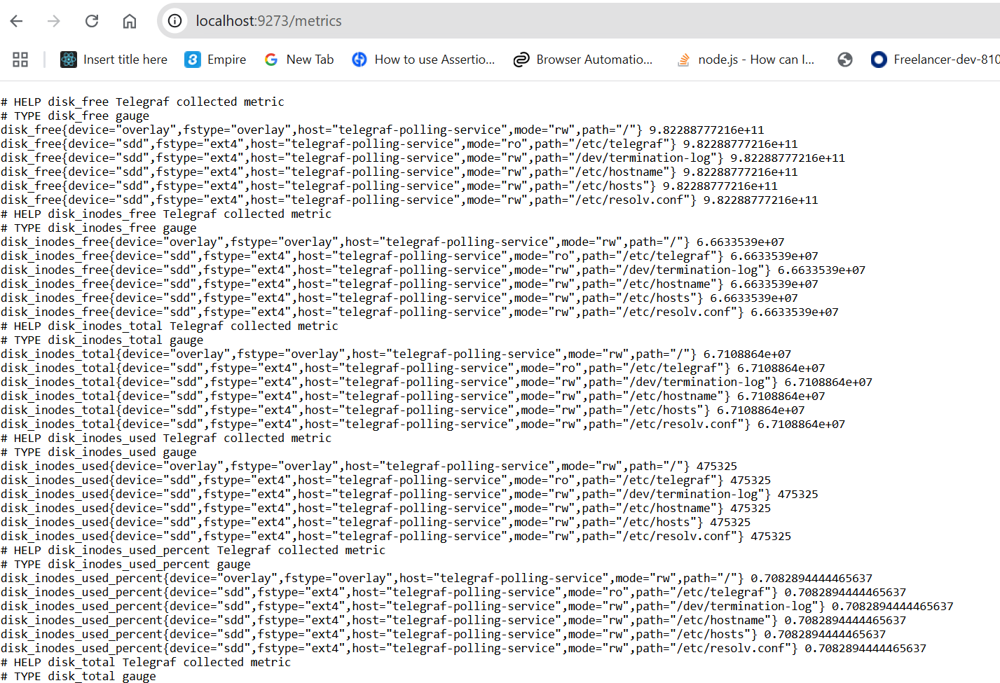 localhost:9273/metrics
Insert title here Empire New Tab How to use Assertio... Browser Automatio... node.js - How can I... Freelancer-dev-810
# HELP disk_free Telegraf collected metric
# TYPE disk_free gauge
disk_free{device="overlay",fstype="overlay",host="telegraf-polling-service",mode="rw",path="/"} 9.82288777216e+11
disk_free{device="sdd",fstype="ext4",host="telegraf-polling-service",mode="ro",path="/etc/telegraf"} 9.82288777216e+11
disk_free{device="sdd",fstype="ext4",host="telegraf-polling-service",mode="rw",path="/dev/termination-log"} 9.82288777216e+11
disk_free{device="sdd",fstype="ext4",host="telegraf-polling-service",mode="rw",path="/etc/hostname"} 9.82288777216e+11
disk_free{device="sdd",fstype="ext4",host="telegraf-polling-service",mode="rw",path="/etc/hosts"} 9.82288777216e+11
disk_free{device="sdd",fstype="ext4",host="telegraf-polling-service",mode="rw",path="/etc/resolv.conf"} 9.82288777216e+11
# HELP disk_inodes_free Telegraf collected metric
# TYPE disk_inodes_free gauge
disk_inodes_free{device="overlay",fstype="overlay",host="telegraf-polling-service",mode="rw",path="/"} 6.6633539e+07
disk_inodes_free{device="sdd",fstype="ext4",host="telegraf-polling-service",mode="ro",path="/etc/telegraf"} 6.6633539e+07
disk_inodes_free{device="sdd",fstype="ext4",host="telegraf-polling-service",mode="rw",path="/dev/termination-log"} 6.6633539e+07
disk_inodes_free{device="sdd",fstype="ext4",host="telegraf-polling-service",mode="rw",path="/etc/hostname"} 6.6633539e+07
disk_inodes_free{device="sdd",fstype="ext4",host="telegraf-polling-service",mode="rw",path="/etc/hosts"} 6.6633539e+07
disk_inodes_free{device="sdd",fstype="ext4",host="telegraf-polling-service",mode="rw",path="/etc/resolv.conf"} 6.6633539e+07
# HELP disk_inodes_total Telegraf collected metric
# TYPE disk_inodes_total gauge
disk_inodes_total{device="overlay",fstype="overlay",host="telegraf-polling-service",mode="rw",path="/"} 6.7108864e+07
disk_inodes_total{device="sdd",fstype="ext4",host="telegraf-polling-service",mode="ro",path="/etc/telegraf"} 6.7108864e+07
disk_inodes_total{device="sdd",fstype="ext4",host="telegraf-polling-service",mode="rw",path="/dev/termination-log"} 6.7108864e+07
disk_inodes_total{device="sdd",fstype="ext4",host="telegraf-polling-service",mode="rw",path="/etc/hostname"} 6.7108864e+07
disk_inodes_total{device="sdd",fstype="ext4",host="telegraf-polling-service",mode="rw",path="/etc/hosts"} 6.7108864e+07
disk_inodes_total{device="sdd",fstype="ext4",host="telegraf-polling-service",mode="rw",path="/etc/resolv.conf"} 6.7108864e+07
# HELP disk_inodes_used Telegraf collected metric
# TYPE disk_inodes_used gauge
disk_inodes_used{device="overlay",fstype="overlay",host="telegraf-polling-service",mode="rw",path="/"} 475325
disk_inodes_used{device="sdd",fstype="ext4",host="telegraf-polling-service",mode="ro",path="/etc/telegraf"} 475325
disk_inodes_used{device="sdd",fstype="ext4",host="telegraf-polling-service",mode="rw",path="/dev/termination-log"} 475325
disk_inodes_used{device="sdd",fstype="ext4",host="telegraf-polling-service",mode="rw",path="/etc/hostname"} 475325
disk_inodes_used{device="sdd",fstype="ext4",host="telegraf-polling-service",mode="rw",path="/etc/hosts"} 475325
disk_inodes_used{device="sdd",fstype="ext4",host="telegraf-polling-service",mode="rw",path="/etc/resolv.conf"} 475325
# HELP disk_inodes_used_percent Telegraf collected metric
# TYPE disk_inodes_used_percent gauge
disk_inodes_used_percent{device="overlay",fstype="overlay",host="telegraf-polling-service",mode="rw",path="/"} 0.7082894444465637
disk_inodes_used_percent{device="sdd",fstype="ext4",host="telegraf-polling-service",mode="ro",path="/etc/telegraf"} 0.7082894444465637
disk_inodes_used_percent{device="sdd",fstype="ext4",host="telegraf-polling-service",mode="rw",path="/dev/termination-log"} 0.7082894444465637
disk_inodes_used_percent{device="sdd",fstype="ext4",host="telegraf-polling-service",mode="rw",path="/etc/hostname"} 0.7082894444465637
disk_inodes_used_percent{device="sdd",fstype="ext4",host="telegraf-polling-service",mode="rw",path="/etc/hosts"} 0.7082894444465637
disk_inodes_used_percent{device="sdd",fstype="ext4",host="telegraf-polling-service",mode="rw",path="/etc/resolv.conf"} 0.7082894444465637
# HELP disk_total Telegraf collected metric
# TYPE disk_total gauge